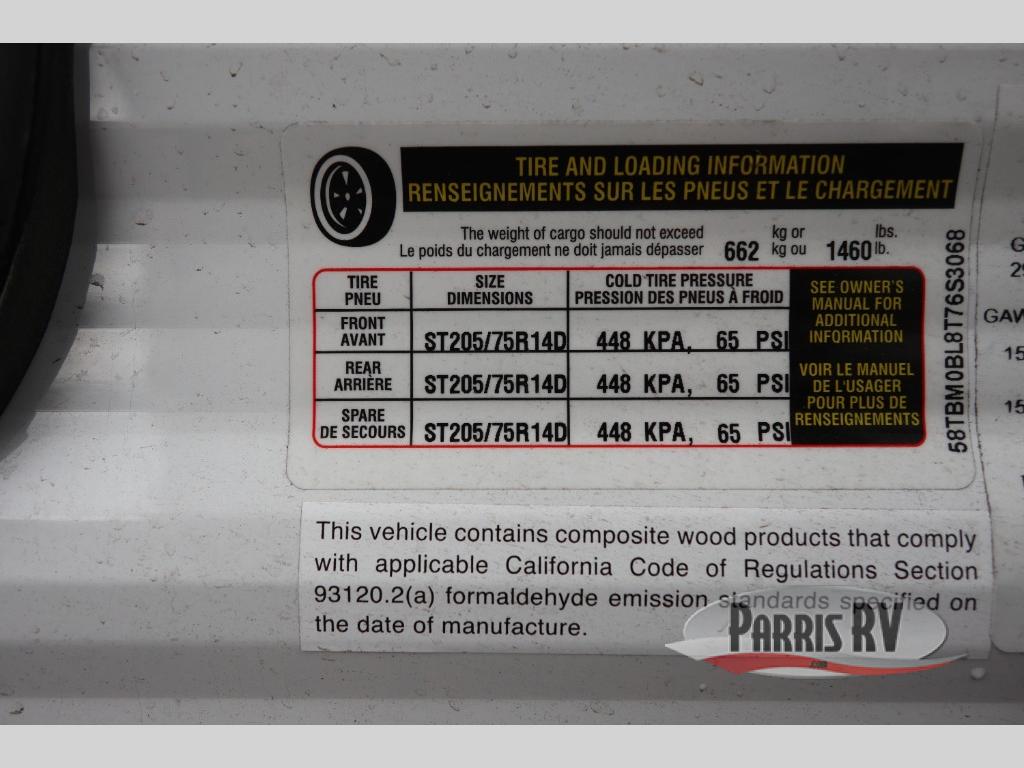 TIRE AND LOADING INFORMATION
RENSEIGNEMENTS SUR LES PNEUS ET LE CHARGEMENT
The weight of cargo should not exceed kg or lbs.
Le poids du chargement ne doit jamais dépasser 662 kg ou 1460 lb.
TIRE SIZE COLD TIRE PRESSURE
PNEU DIMENSIONS PRESSION DES PNEUS À FROID
FRONT
AVANT ST205/75R14D 448 KPA, 65 PSI
REAR
ARRIÈRE ST205/75R14D 448 KPA, 65 PSI
SPARE
DE SECOURS ST205/75R14D 448 KPA, 65 PSI
SEE OWNER'S
MANUAL FOR
ADDITIONAL
INFORMATION
VOIR LE MANUEL
DE L'USAGER
POUR PLUS DE
RENSEIGNEMENTS
58TBM0BL8T76S3068
GAW
15
15
This vehicle contains composite wood products that comply
with applicable California Code of Regulations Section
93120.2(a) formaldehyde emission standards specified on
the date of manufacture.
PARRIS RV
.com